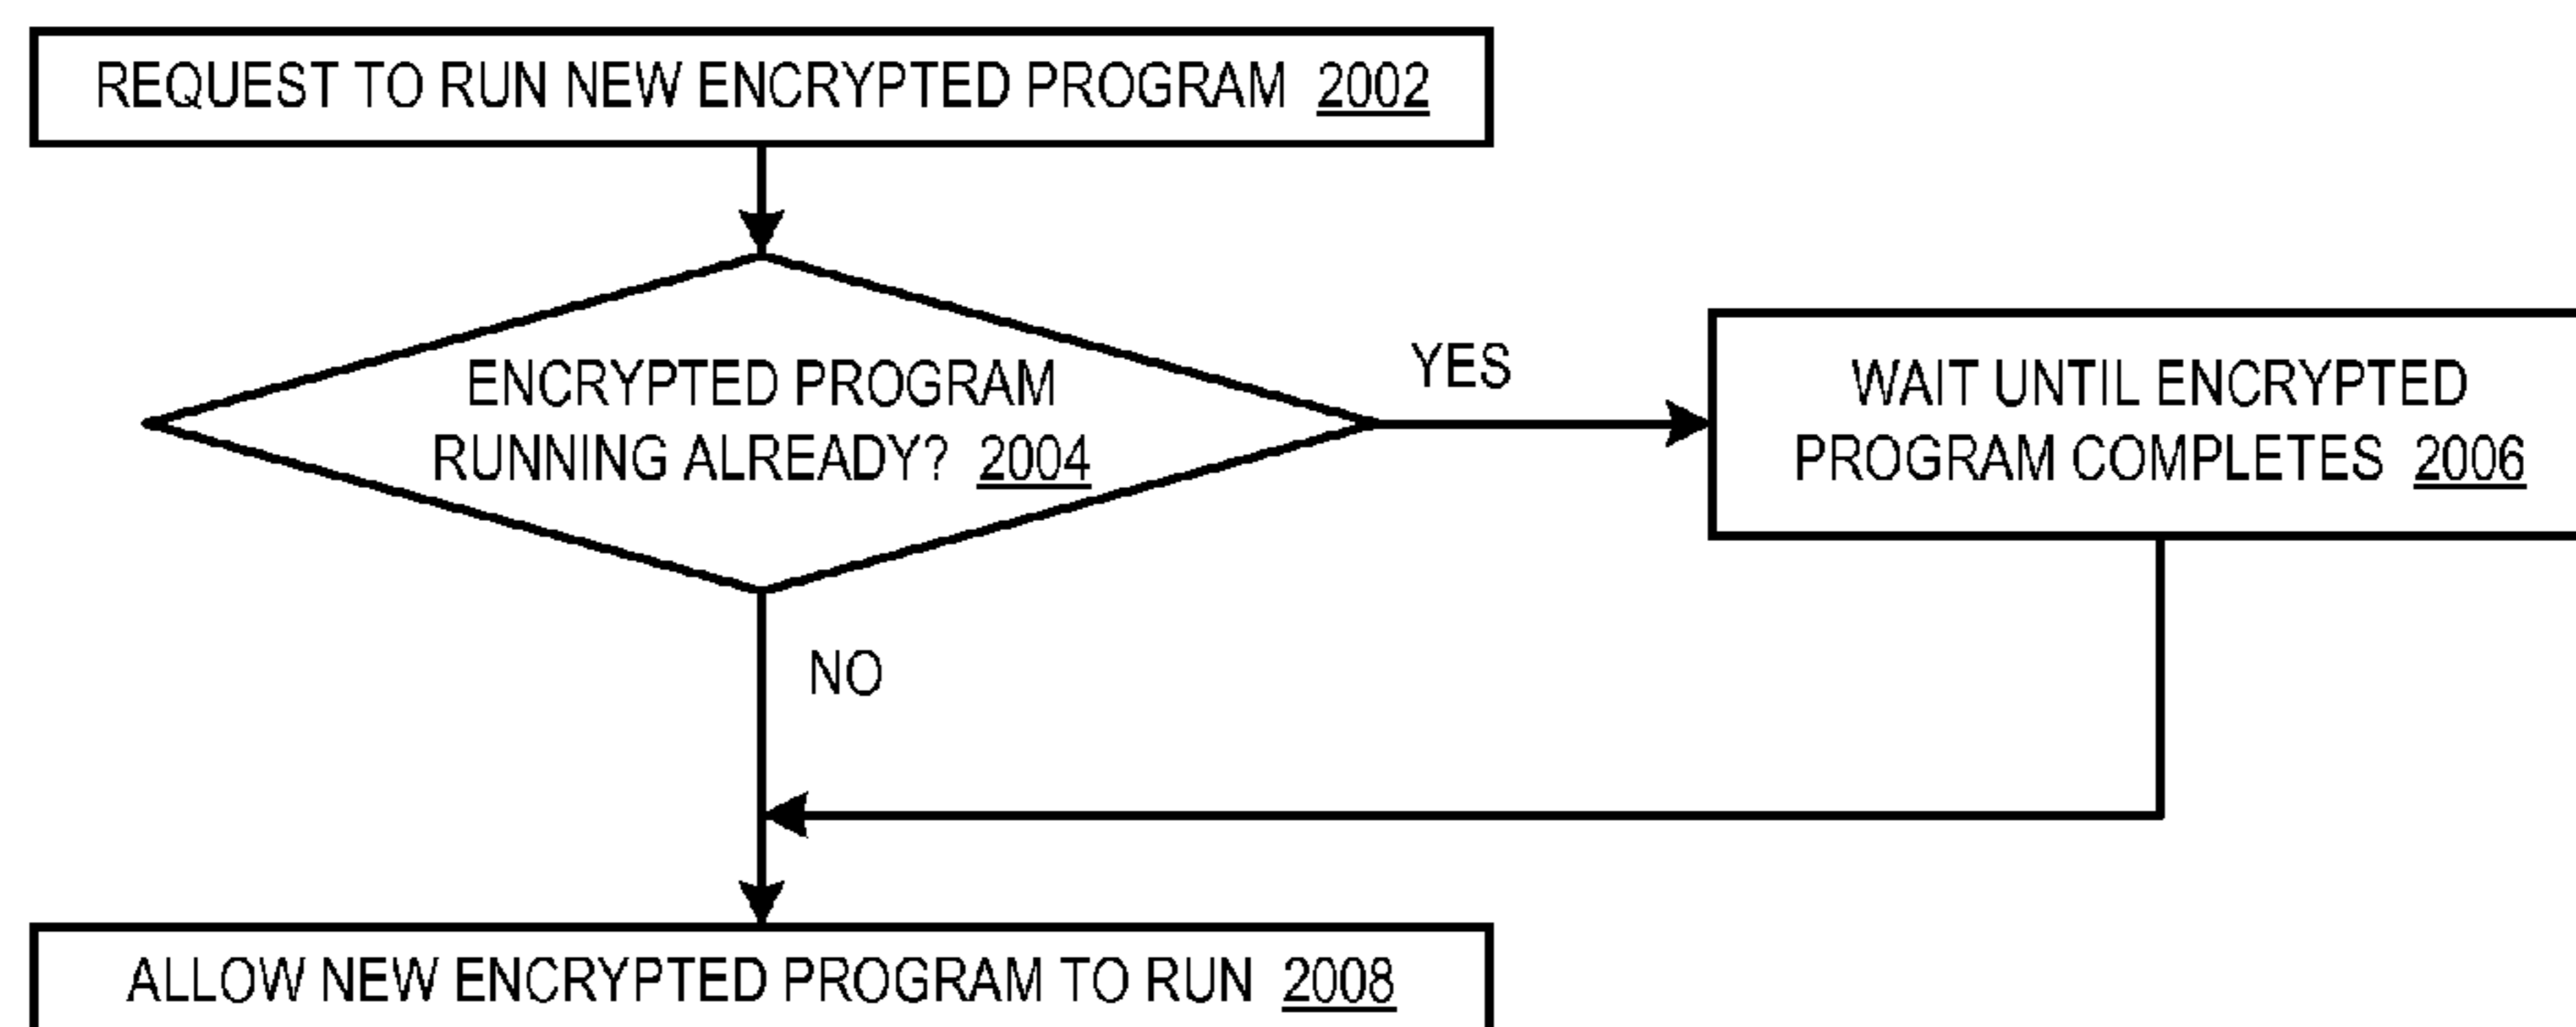 REQUEST TO RUN NEW ENCRYPTED PROGRAM 2002
ENCRYPTED PROGRAM
RUNNING ALREADY? 2004
YES
WAIT UNTIL ENCRYPTED
PROGRAM COMPLETES 2006
NO
ALLOW NEW ENCRYPTED PROGRAM TO RUN 2008